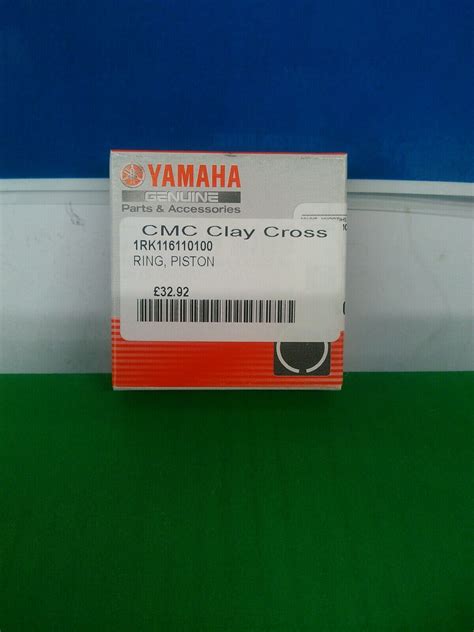 YAMAHA
GENUINE
Parts & Accessories
CMC Clay Cross
1RK116110100
RING, PISTON
£32.92